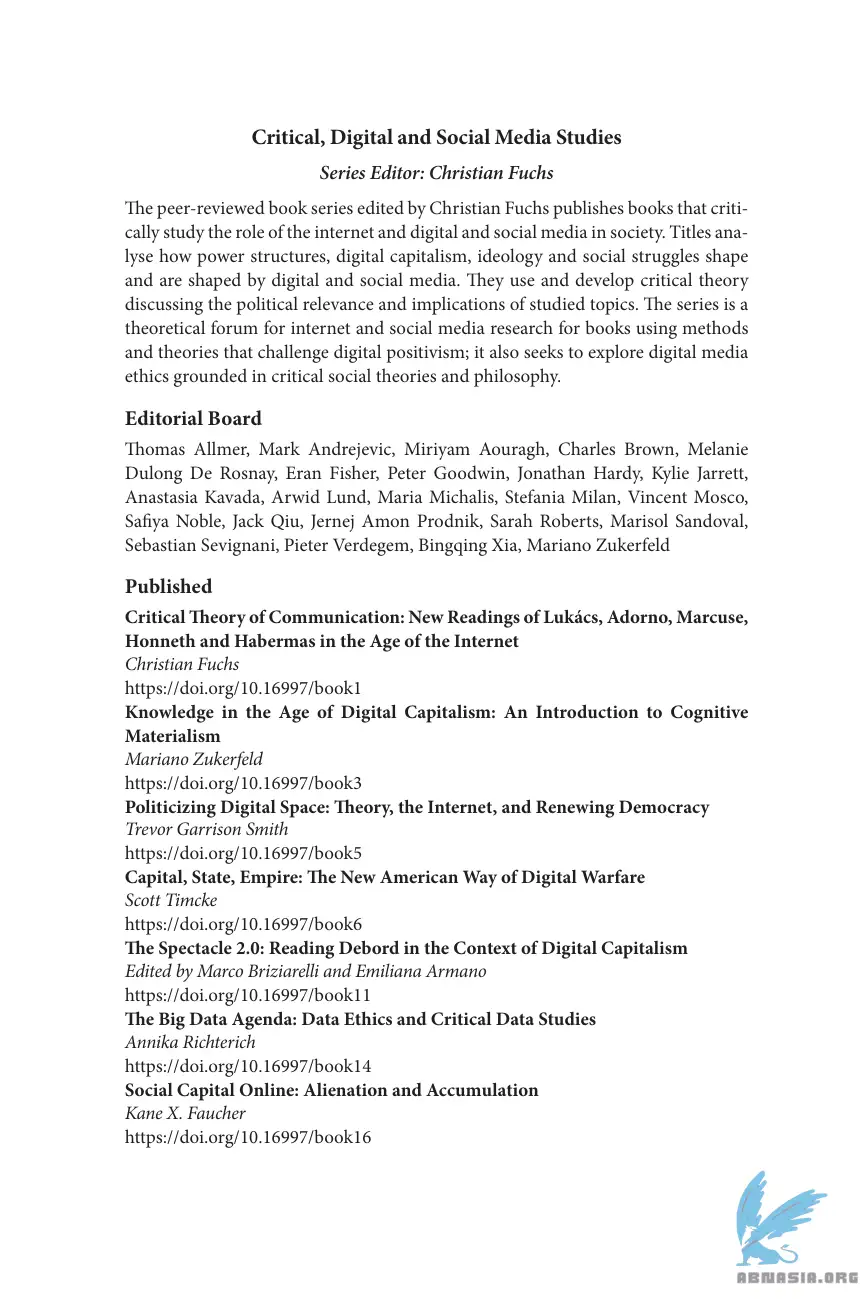 Critical, Digital and Social Media Studies
Series Editor: Christian Fuchs
The peer-reviewed book series edited by Christian Fuchs publishes books that criti-
cally study the role of the internet and digital and social media in society. Titles ana-
lyse how power structures, digital capitalism, ideology and social struggles shape
and are shaped by digital and social media. They use and develop critical theory
discussing the political relevance and implications of studied topics. The series is a
theoretical forum for internet and social media research for books using methods
and theories that challenge digital positivism; it also seeks to explore digital media
ethics grounded in critical social theories and philosophy.
Editorial Board
Thomas Allmer, Mark Andrejevic, Miriyam Aouragh, Charles Brown, Melanie
Dulong De Rosnay, Eran Fisher, Peter Goodwin, Jonathan Hardy, Kylie Jarrett,
Anastasia Kavada, Arwid Lund, Maria Michalis, Stefania Milan, Vincent Mosco,
Safiya Noble, Jack Qiu, Jernej Amon Prodnik, Sarah Roberts, Marisol Sandoval,
Sebastian Sevignani, Pieter Verdegem, Bingqing Xia, Mariano Zukerfeld
Published
Critical Theory of Communication: New Readings of Lukács, Adorno, Marcuse,
Honneth and Habermas in the Age of the Internet
Christian Fuchs
https://doi.org/10.16997/book1
Knowledge in the Age of Digital Capitalism: An Introduction to Cognitive
Materialism
Mariano Zukerfeld
https://doi.org/10.16997/book3
Politicizing Digital Space: Theory, the Internet, and Renewing Democracy
Trevor Garrison Smith
https://doi.org/10.16997/book5
Capital, State, Empire: The New American Way of Digital Warfare
Scott Timcke
https://doi.org/10.16997/book6
The Spectacle 2.0: Reading Debord in the Context of Digital Capitalism
Edited by Marco Briziarelli and Emiliana Armano
https://doi.org/10.16997/book11
The Big Data Agenda: Data Ethics and Critical Data Studies
Annika Richterich
https://doi.org/10.16997/book14
Social Capital Online: Alienation and Accumulation
Kane X. Faucher
https://doi.org/10.16997/book16
ABNASIA.ORG